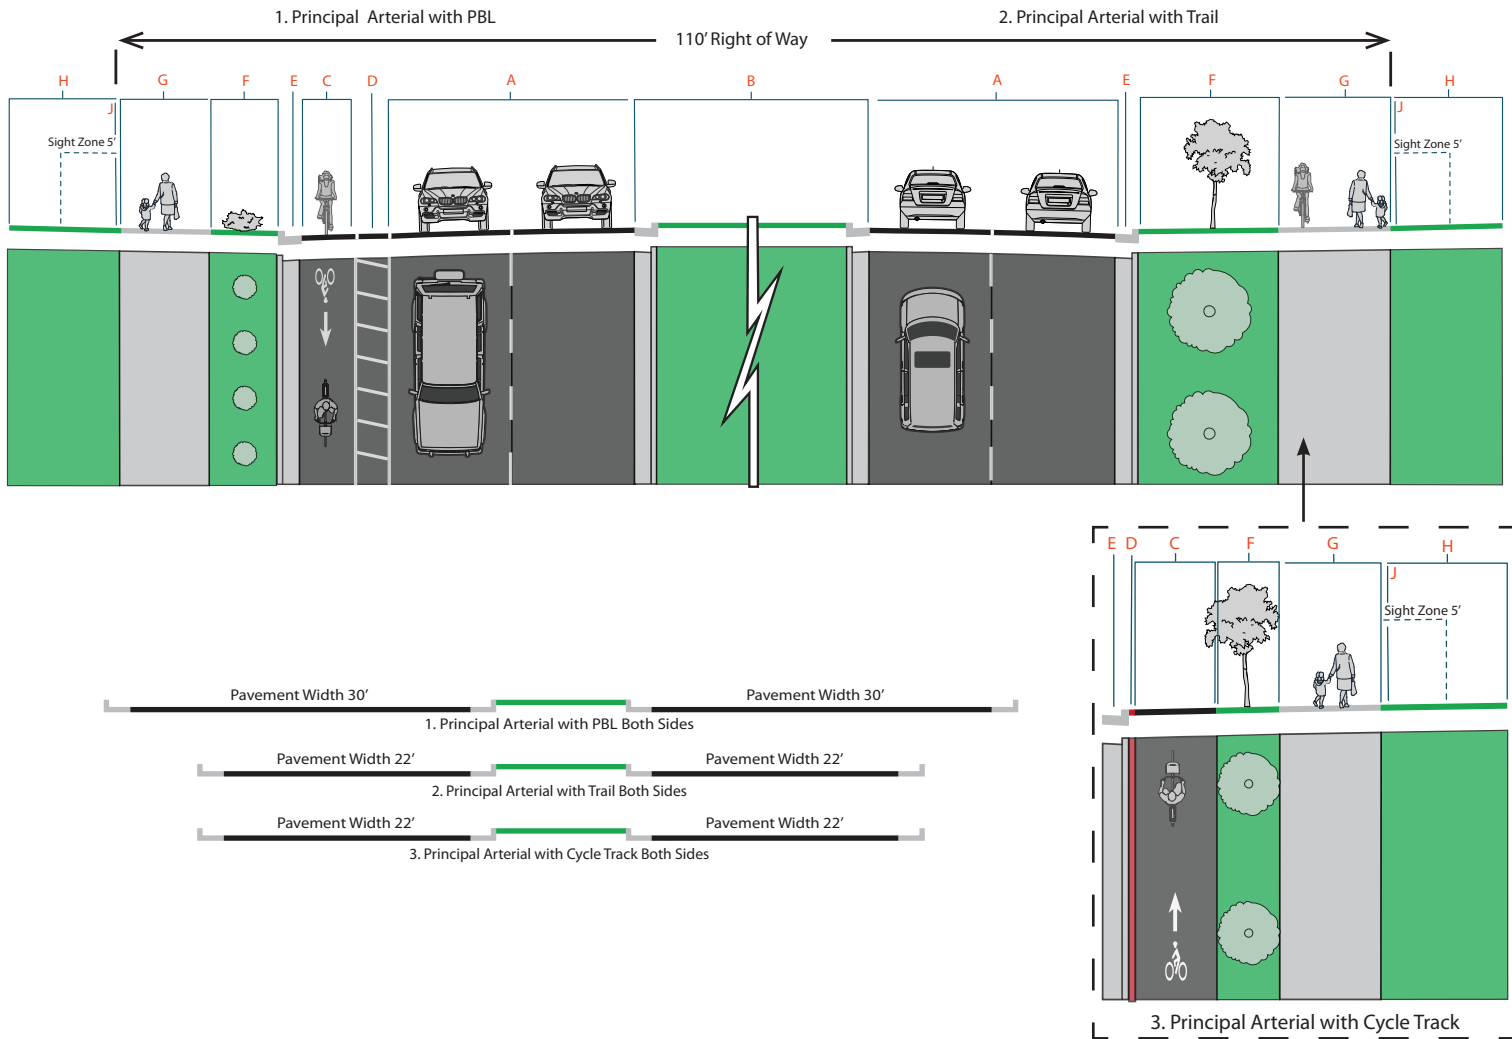 1. Principal Arterial with PBL
2. Principal Arterial with Trail
110' Right of Way
H G F E C D A B A E F G H
J J
Sight Zone 5'
Sight Zone 5'
E D C F G H
J
Sight Zone 5'
Pavement Width 30' Pavement Width 30'
1. Principal Arterial with PBL Both Sides
Pavement Width 22' Pavement Width 22'
2. Principal Arterial with Trail Both Sides
Pavement Width 22' Pavement Width 22'
3. Principal Arterial with Cycle Track Both Sides
3. Principal Arterial with Cycle Track